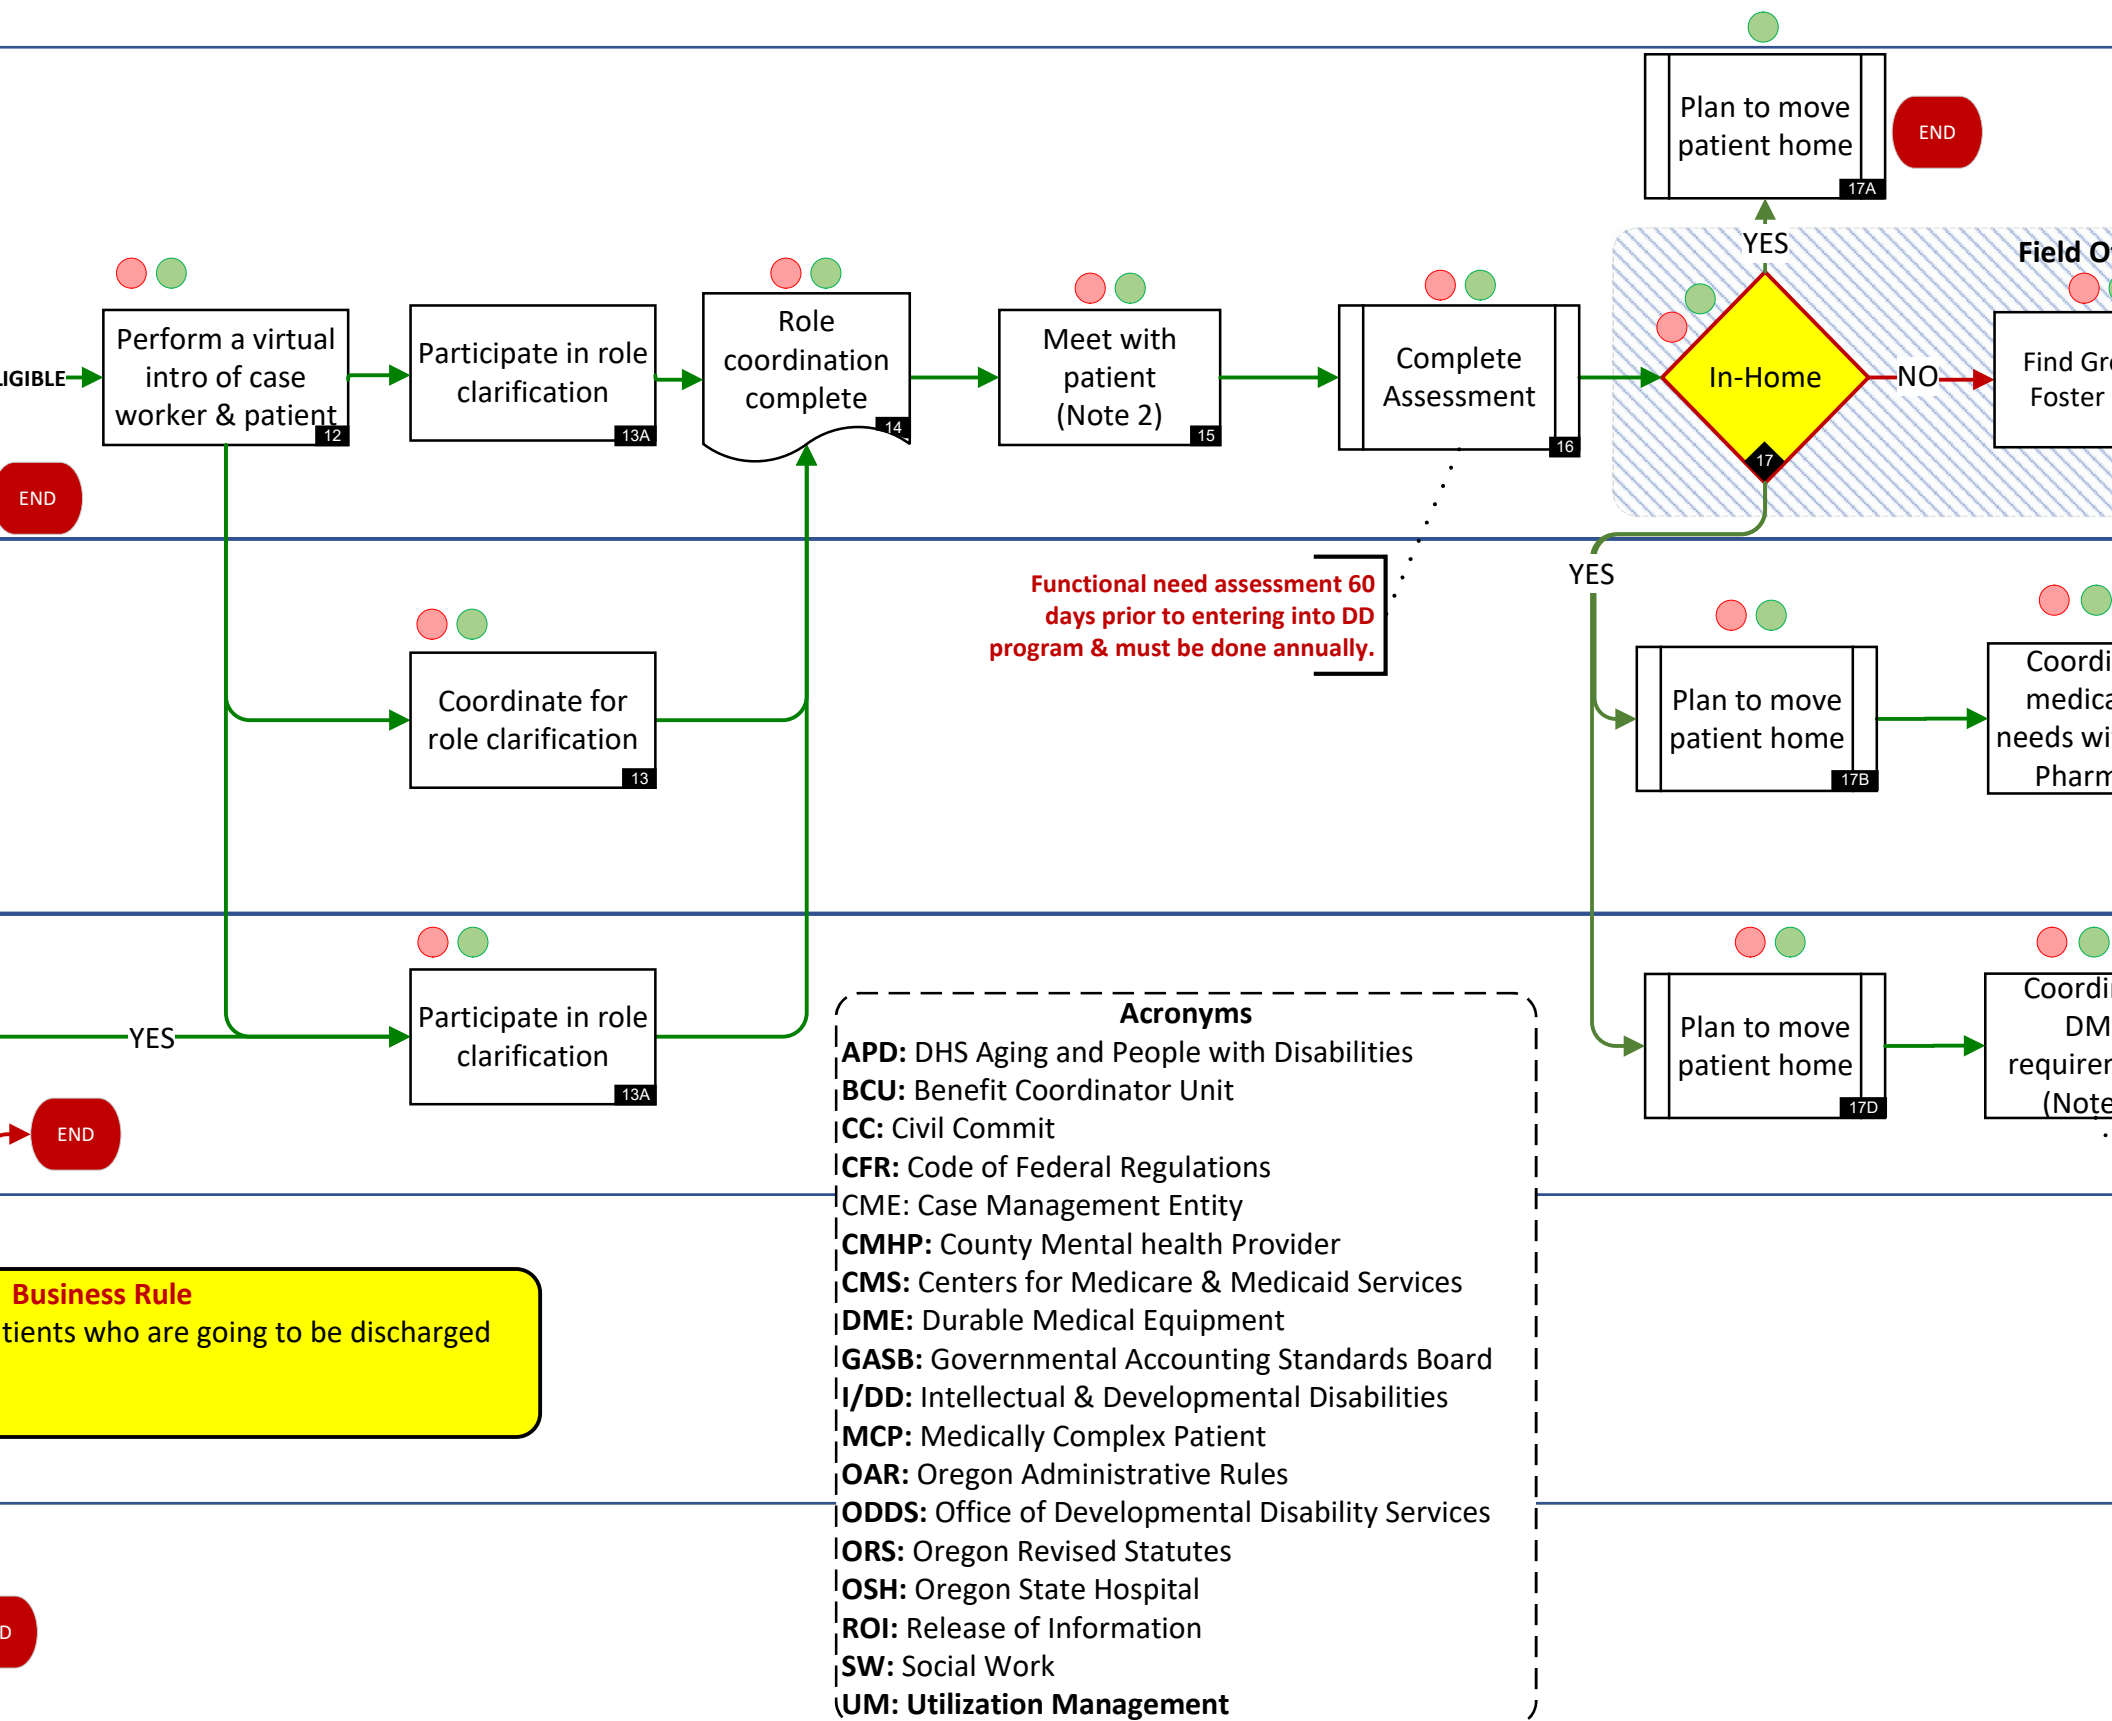 Plan to move
patient home
17A
END
YES
Field O
LIGIBLE
Perform a virtual
intro of case
worker & patient
12
Participate in role
clarification
13A
Role
coordination
complete
14
Meet with
patient
(Note 2)
15
Complete
Assessment
16
In-Home
17
NO
Find Gr
Foster
END
Functional need assessment 60
days prior to entering into DD
program & must be done annually.
YES
Coordinate for
role clarification
13
Plan to move
patient home
17B
Coordi
medica
needs wi
Pharm
YES
Participate in role
clarification
13A
END
Plan to move
patient home
17D
Coordi
DM
requirem
(Note
Acronyms
APD: DHS Aging and People with Disabilities
BCU: Benefit Coordinator Unit
CC: Civil Commit
CFR: Code of Federal Regulations
CME: Case Management Entity
CMHP: County Mental health Provider
CMS: Centers for Medicare & Medicaid Services
DME: Durable Medical Equipment
GASB: Governmental Accounting Standards Board
I/DD: Intellectual & Developmental Disabilities
MCP: Medically Complex Patient
OAR: Oregon Administrative Rules
ODDS: Office of Developmental Disability Services
ORS: Oregon Revised Statutes
OSH: Oregon State Hospital
ROI: Release of Information
SW: Social Work
UM: Utilization Management
Business Rule
tients who are going to be discharged
D